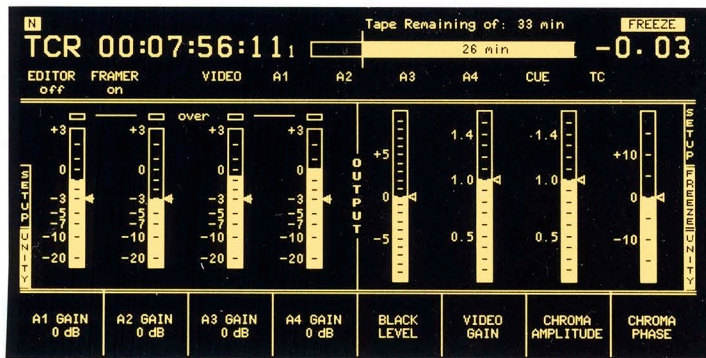 N
Tape Remaining of: 33 min
FREEZE
TCR 00:07:56:11 1
26 min
-0.03
EDITOR FRAMER VIDEO A1 A2 A3 A4 CUE TC
off on
over
+3 +3 +3 +3
0 0 0 0
-3 -3 -3 -3
-5 -5 -5 -5
-7 -7 -7 -7
-10 -10 -10 -10
-20 -20 -20 -20
SETUP
UNITY
OUTPUT
+5 1.4 1.4 +10
0 1.0 1.0 0
-5 0.5 0.5 -10
SETUP
FREEZE
UNITY
A1 GAIN A2 GAIN A3 GAIN A4 GAIN BLACK VIDEO CHROMA CHROMA
0 dB 0 dB 0 dB 0 dB LEVEL GAIN AMPLITUDE PHASE